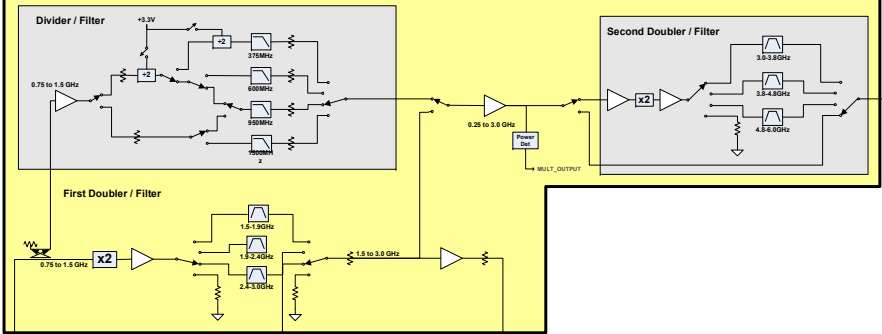 Divider / Filter
+3.3V
÷2
375MHz
0.75 to 1.5 GHz
÷2
600MHz
950MHz
1500MH
z
0.25 to 3.0 GHz
Power
Det
MULT_OUTPUT
Second Doubler / Filter
3.0-3.8GHz
x2
3.8-4.8GHz
4.8-6.0GHz
First Doubler / Filter
1.5-1.9GHz
0.75 to 1.5 GHz
x2
1.9-2.4GHz
2.4-3.0GHz
1.5 to 3.0 GHz